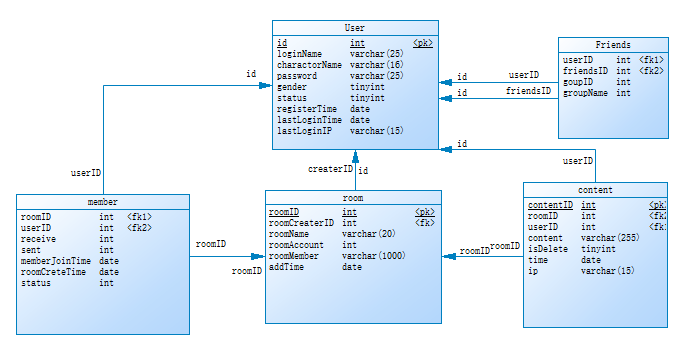 User
id int <pk>
loginName varchar(25)
charactorName varchar(16)
password varchar(25)
gender tinyint
status tinyint
registerTime date
lastLoginTime date
lastLoginIP varchar(15)
Friends
userID int <fk1>
friendsID int <fk2>
goupID int
groupName int
id
id
userID
id
friendsID
id
userID
userID
createrID
id
member
roomID int <fk1>
userID int <fk2>
receive int
sent int
memberJoinTime date
roomCreteTime date
status int
roomID
roomID
room
roomID int <pk>
roomCreaterID int <fk>
roomName varchar(20)
roomAccount int
roomMember varchar(1000)
addTime date
roomID
roomID
content
contentID int <pk
roomID int <fk
userID int <fk
content varchar(255)
isDelete tinyint
time date
ip varchar(15)